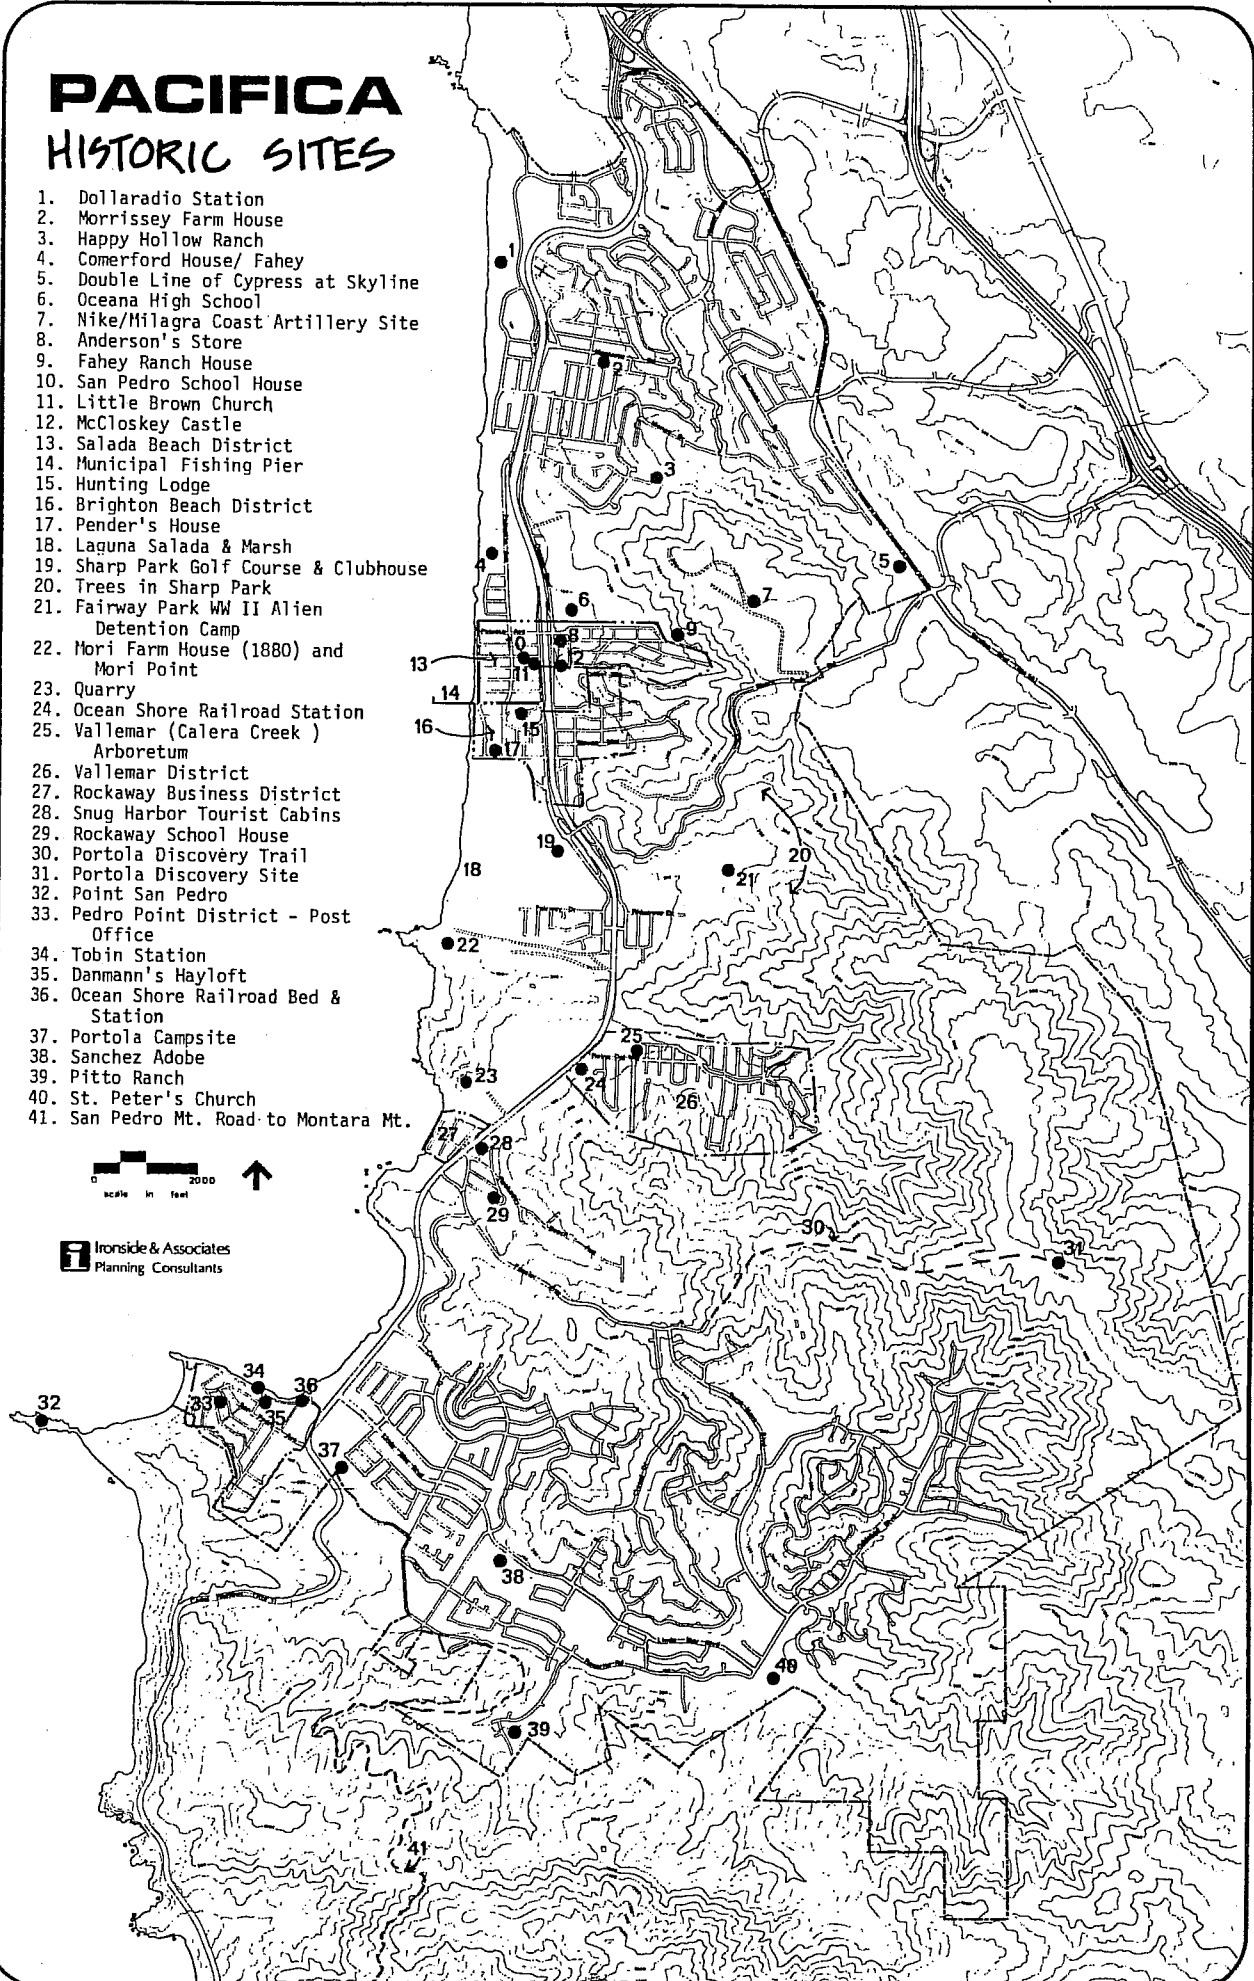 PACIFICA
HISTORIC SITES
1. Dollaradio Station
2. Morrissey Farm House
3. Happy Hollow Ranch
4. Comerford House/ Fahey
5. Double Line of Cypress at Skyline
6. Oceana High School
7. Nike/Milagra Coast Artillery Site
8. Anderson's Store
9. Fahey Ranch House
10. San Pedro School House
11. Little Brown Church
12. McCloskey Castle
13. Salada Beach District
14. Municipal Fishing Pier
15. Hunting Lodge
16. Brighton Beach District
17. Pender's House
18. Laguna Salada & Marsh
19. Sharp Park Golf Course & Clubhouse
20. Trees in Sharp Park
21. Fairway Park WW II Alien
Detention Camp
22. Mori Farm House (1880) and
Mori Point
23. Quarry
24. Ocean Shore Railroad Station
25. Vallemar (Calera Creek )
Arboretum
26. Vallemar District
27. Rockaway Business District
28. Snug Harbor Tourist Cabins
29. Rockaway School House
30. Portola Discovery Trail
31. Portola Discovery Site
32. Point San Pedro
33. Pedro Point District - Post
Office
34. Tobin Station
35. Danmann's Hayloft
36. Ocean Shore Railroad Bed &
Station
37. Portola Campsite
38. Sanchez Adobe
39. Pitto Ranch
40. St. Peter's Church
41. San Pedro Mt. Road to Montara Mt.
0 2000
scale in feet
i Ironside & Associates
Planning Consultants
1
2
3
4
5
6
7
8
9
10
11
12
13
14
15
16
17
18
19
20
21
22
23
24
25
26
27
28
29
30
31
32
33
34
35
36
37
38
39
40
41